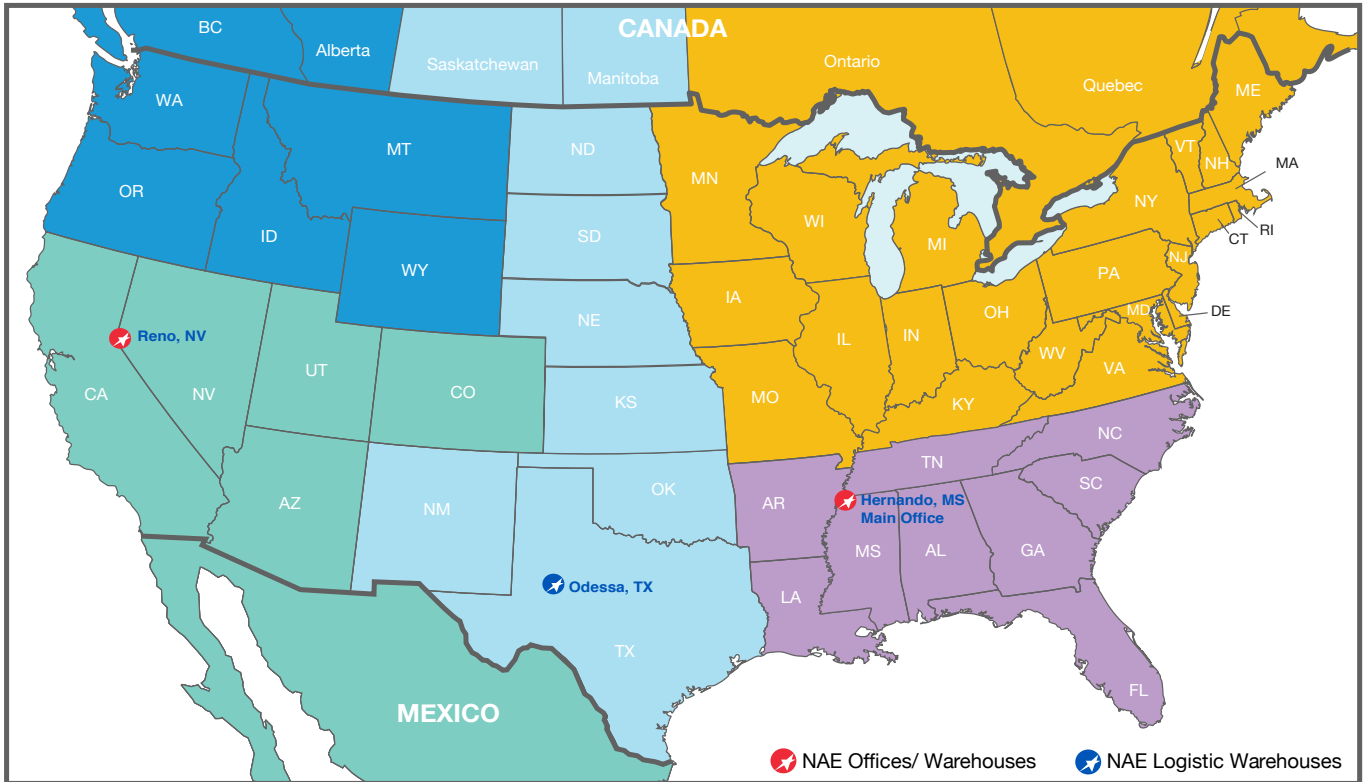 CANADA
BC
Alberta
Saskatchewan
Manitoba
Ontario
Quebec
WA
MT
ND
MN
ME
VT
NH
MA
OR
ID
SD
WI
MI
NY
RI
CT
WY
PA
NJ
NE
IA
OH
MD
DE
Reno, NV
IL
IN
WV
VA
CA
NV
UT
CO
KS
MO
KY
NC
TN
AZ
NM
OK
AR
Hernando, MS
Main Office
SC
MS
AL
GA
Odessa, TX
LA
TX
FL
MEXICO
NAE Offices/ Warehouses
NAE Logistic Warehouses